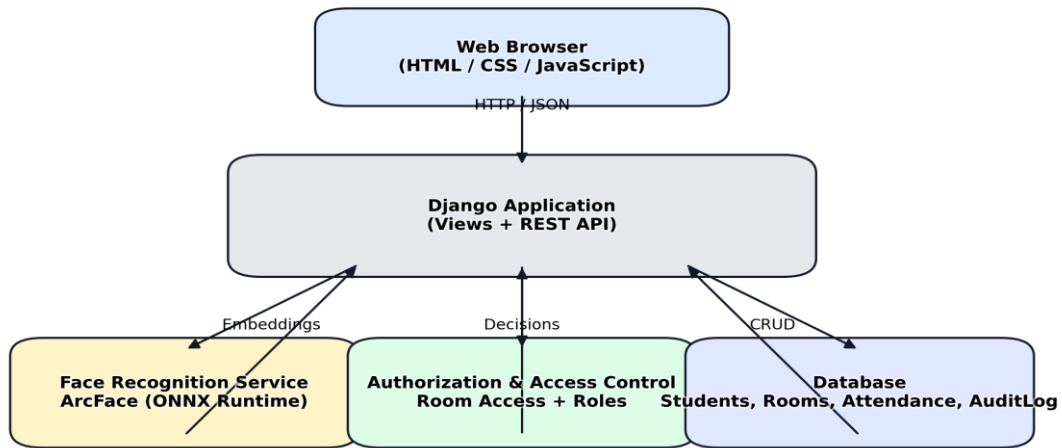 Web Browser
(HTML / CSS / JavaScript)
HTTP / JSON
Django Application
(Views + REST API)
Embeddings
Decisions
CRUD
Face Recognition Service
ArcFace (ONNX Runtime)
Authorization & Access Control
Room Access + Roles
Database
Students, Rooms, Attendance, AuditLog